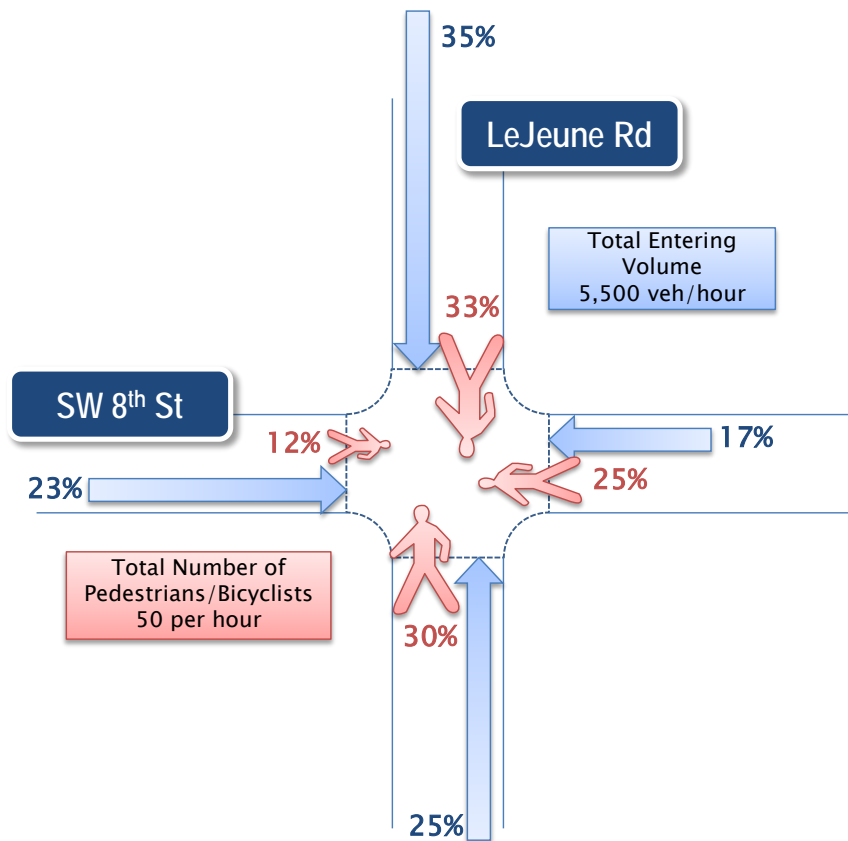 35%
LeJeune Rd
Total Entering
Volume
5,500 veh/hour
33%
SW 8th St
12%
17%
23%
25%
Total Number of
Pedestrians/Bicyclists
50 per hour
30%
25%